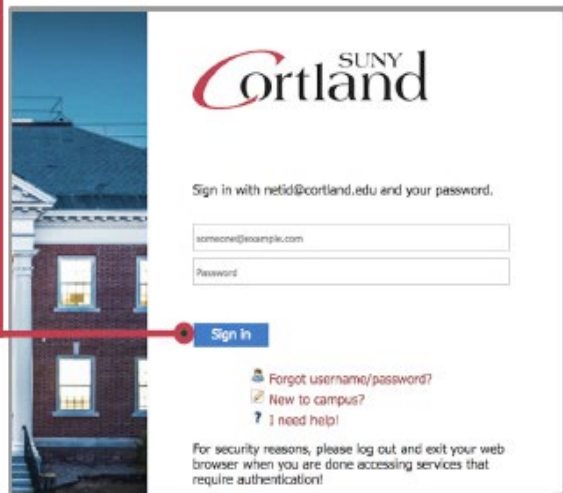 SUNY
Cortland
Sign in with netid@cortland.edu and your password.
someone@example.com
Password
Sign in
Forgot username/password?
New to campus?
? I need help!
For security reasons, please log out and exit your web
browser when you are done accessing services that
require authentication!